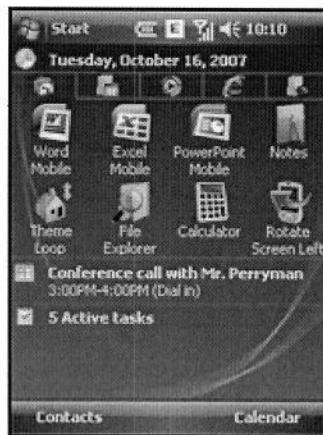 Start 10:10
Tuesday, October 16, 2007
Word Mobile
Excel Mobile
PowerPoint Mobile
Notes
Theme Loop
File Explorer
Calculator
Rotate Screen Left
Conference call with Mr. Perryman
3:00PM-4:00PM (Dial in)
5 Active tasks
Contacts Calendar